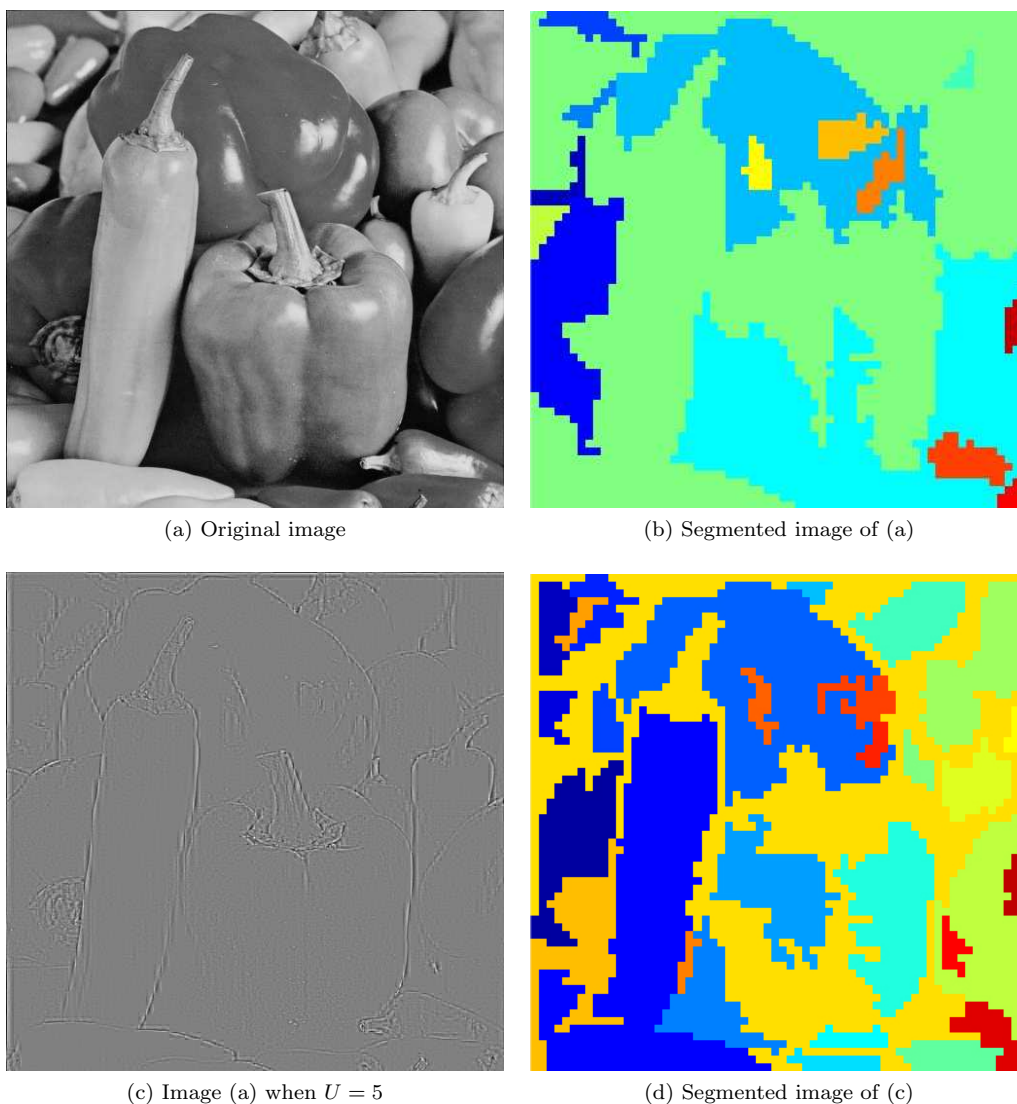 (a) Original image
(b) Segmented image of (a)
(c) Image (a) when U = 5
(d) Segmented image of (c)